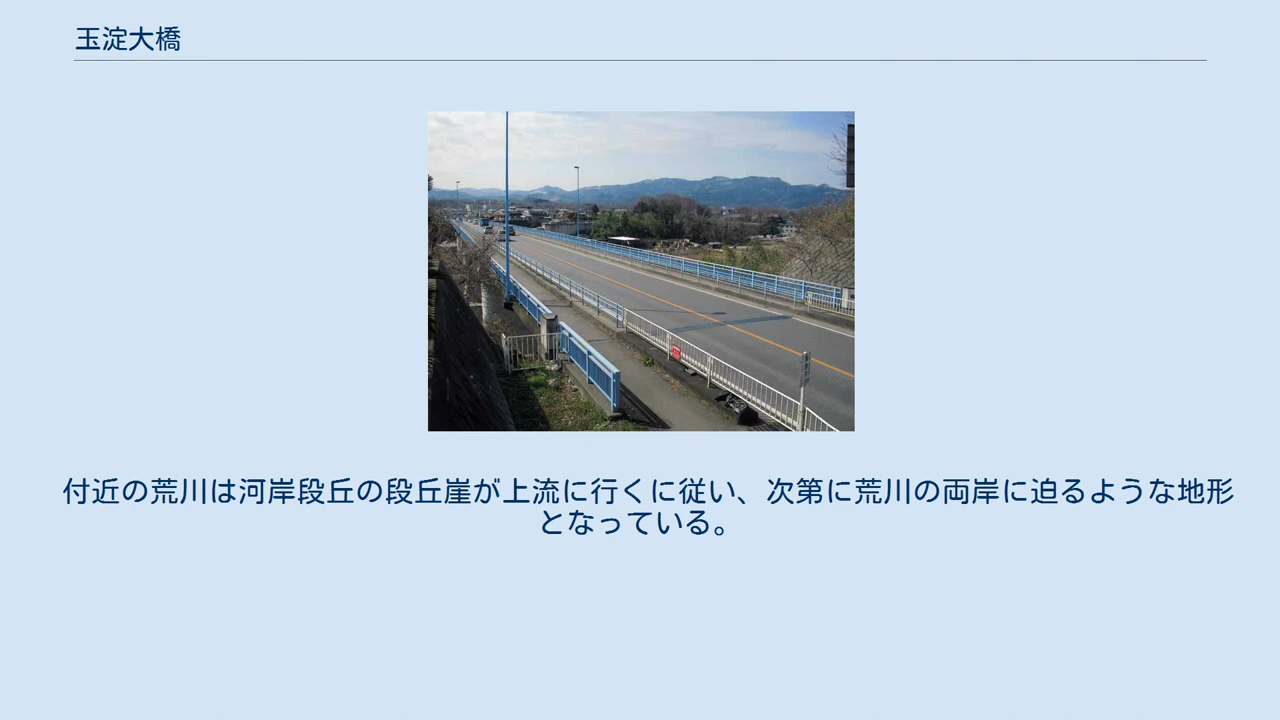 玉淀大橋
付近の荒川は河岸段丘の段丘崖が上流に行くに従い、次第に荒川の両岸に迫るような地形
となっている。